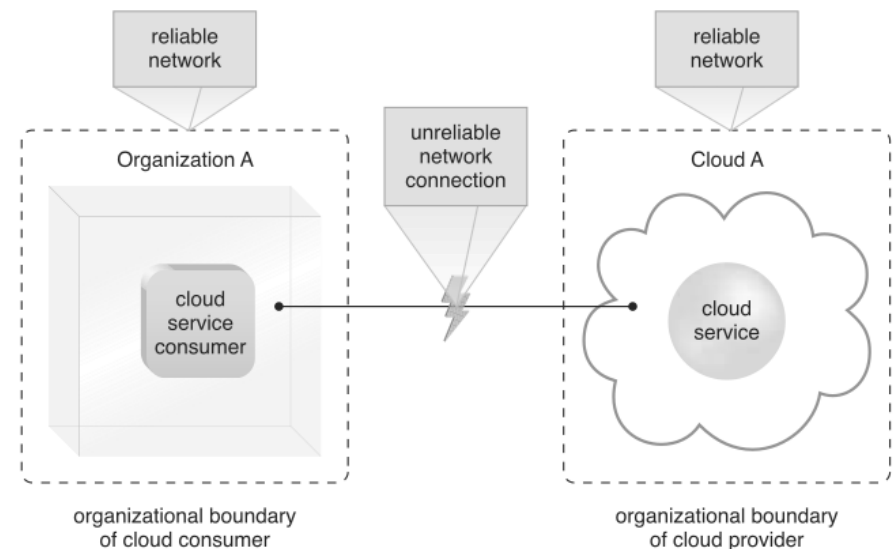 reliable
network
reliable
network
unreliable
network
connection
Organization A
Cloud A
cloud
service
consumer
cloud
service
organizational boundary
of cloud consumer
organizational boundary
of cloud provider